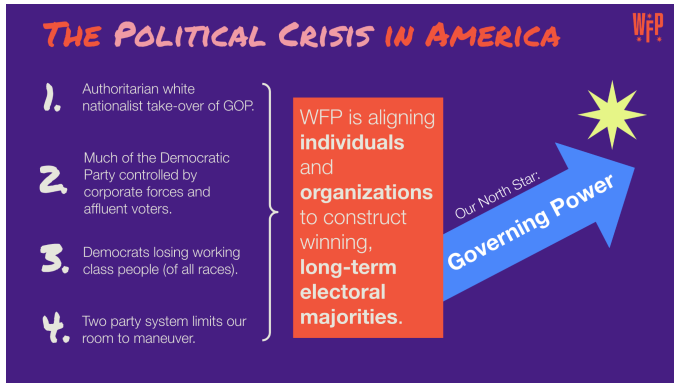 The Political Crisis in America
WFP
1. Authoritarian white
nationalist take-over of GOP.
2. Much of the Democratic
Party controlled by
corporate forces and
affluent voters.
3. Democrats losing working
class people (of all races).
4. Two party system limits our
room to maneuver.
WFP is aligning
individuals
and
organizations
to construct
winning,
long-term
electoral
majorities.
Our North Star:
Governing Power